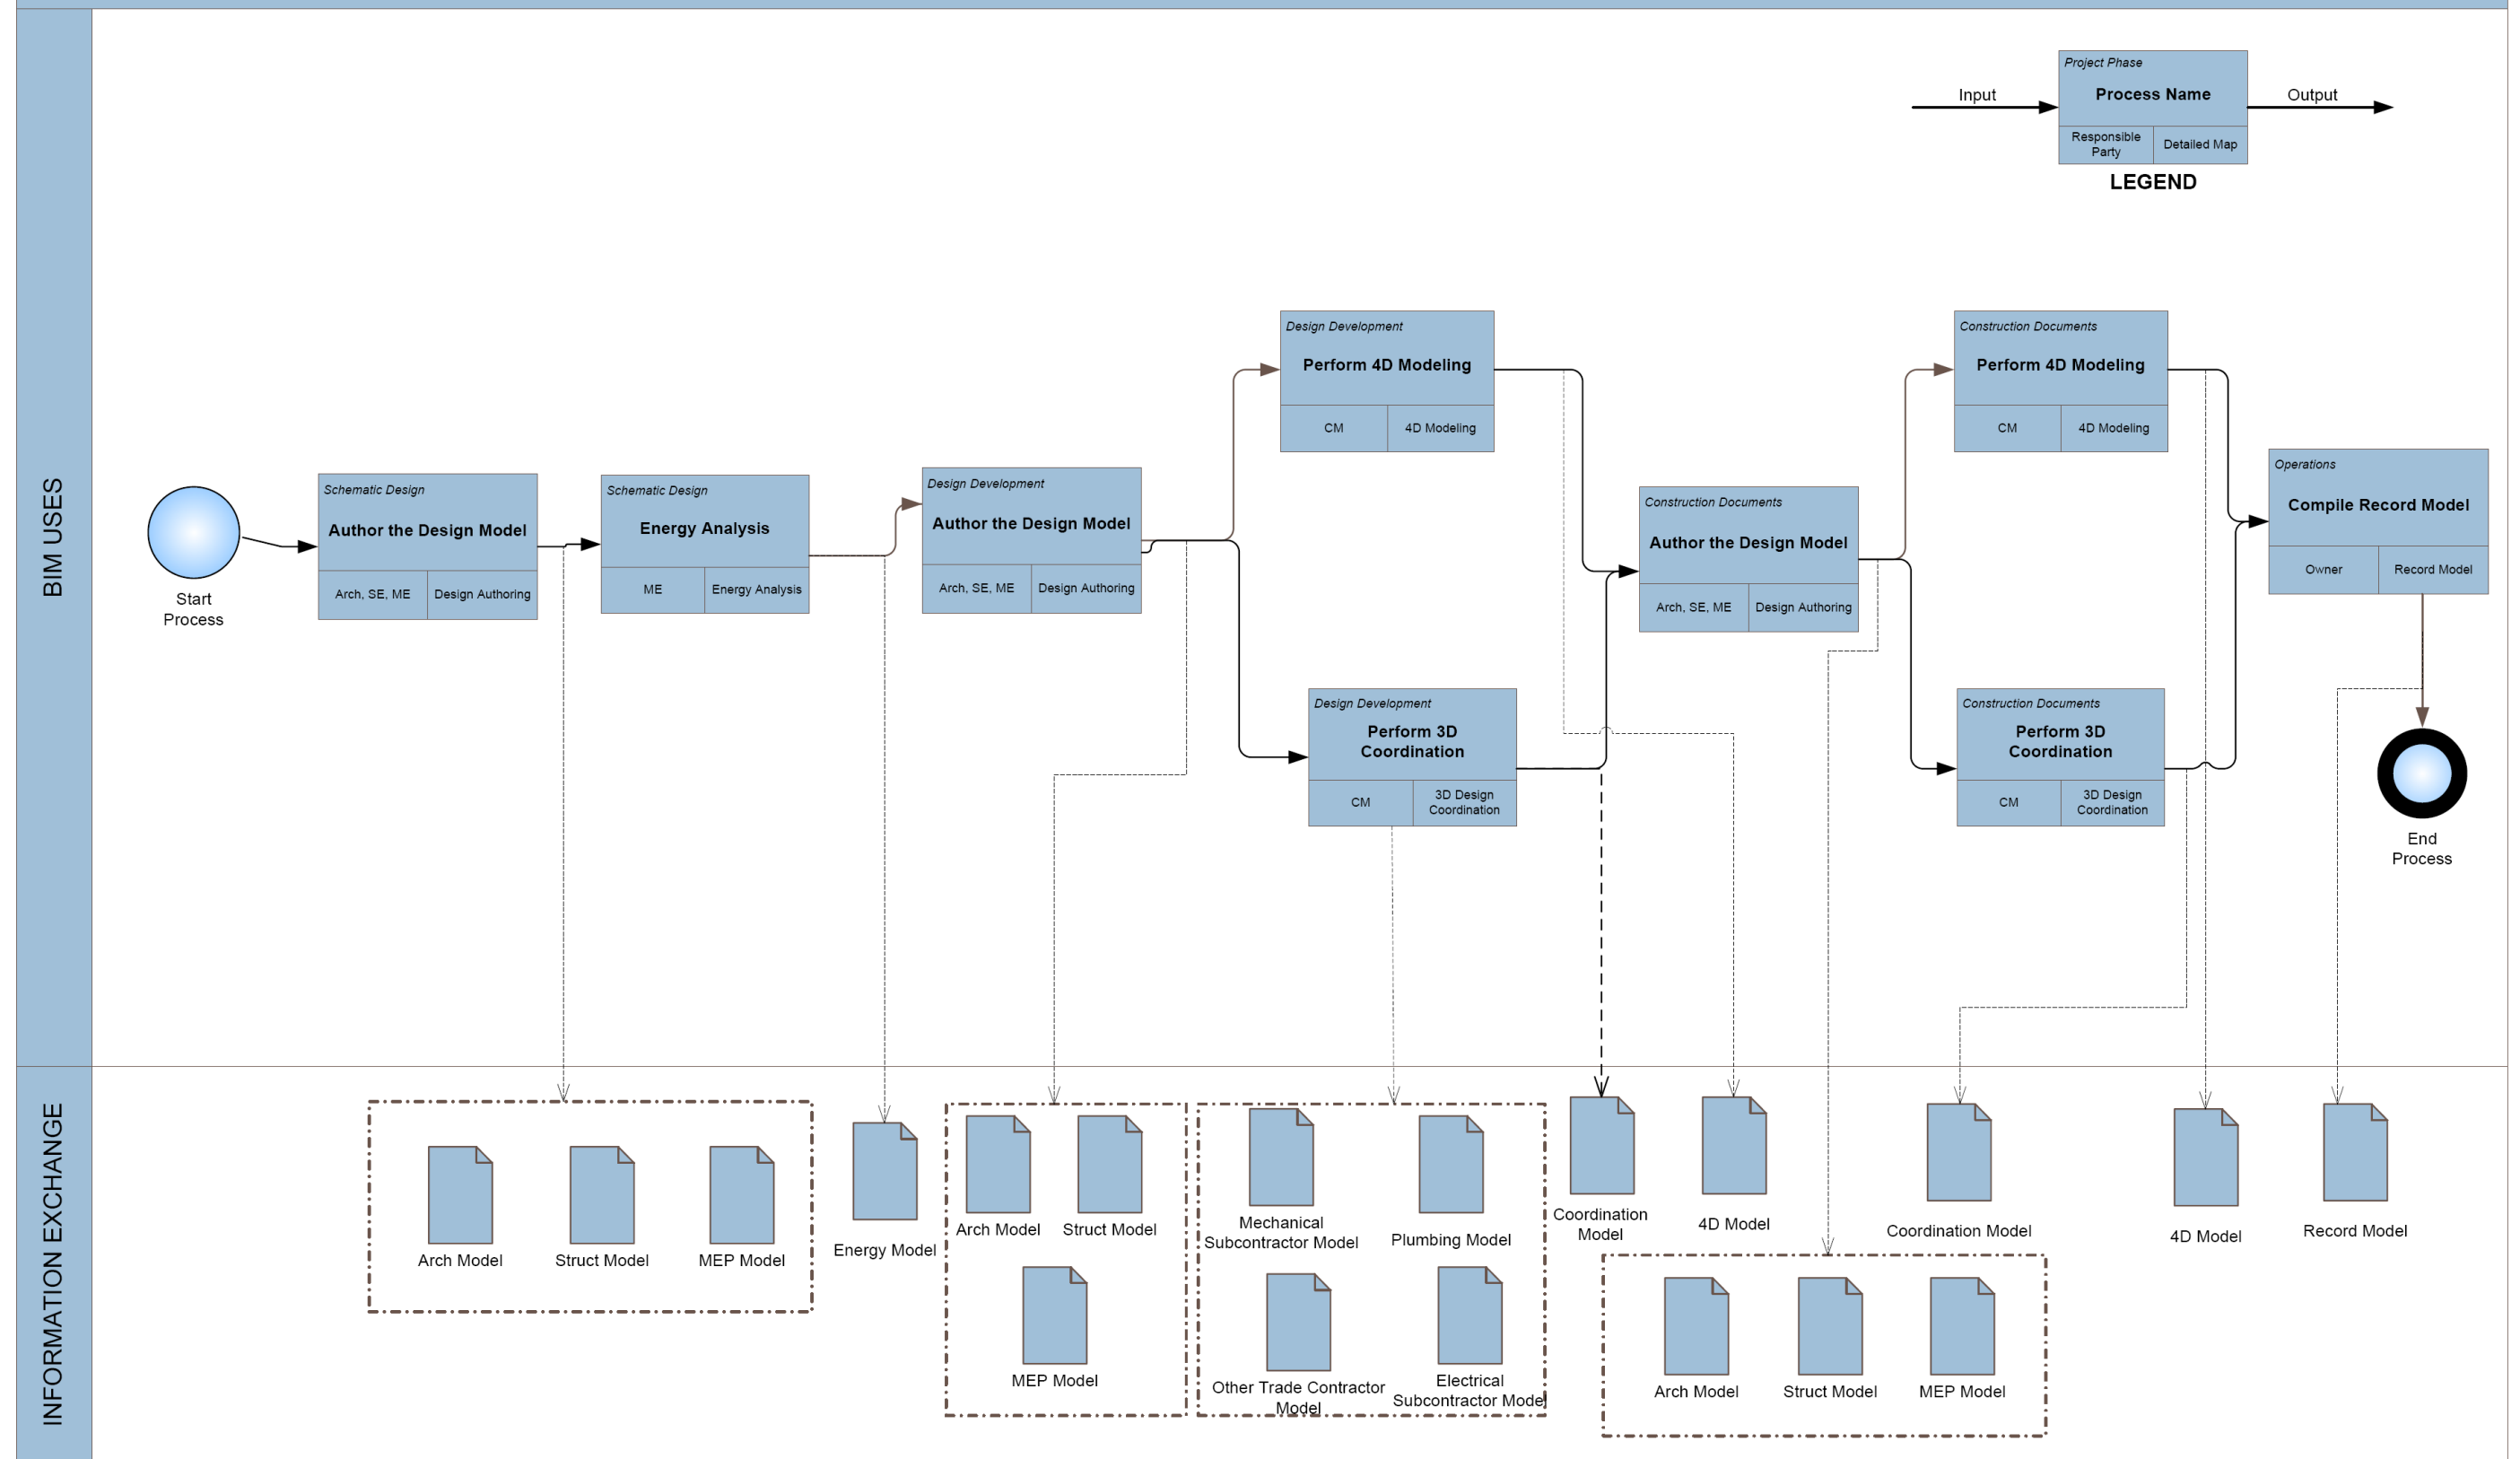 BIM USES
Project Phase
Input
Process Name
Output
Responsible
Party
Detailed Map
LEGEND
Start
Process
Schematic Design
Author the Design Model
Arch, SE, ME
Design Authoring
Schematic Design
Energy Analysis
ME
Energy Analysis
Design Development
Author the Design Model
Arch, SE, ME
Design Authoring
Design Development
Perform 4D Modeling
CM
4D Modeling
Design Development
Perform 3D
Coordination
CM
3D Design
Coordination
Construction Documents
Author the Design Model
Arch, SE, ME
Design Authoring
Construction Documents
Perform 4D Modeling
CM
4D Modeling
Construction Documents
Perform 3D
Coordination
CM
3D Design
Coordination
Operations
Compile Record Model
Owner
Record Model
End
Process
INFORMATION EXCHANGE
Arch Model
Struct Model
MEP Model
Energy Model
Arch Model
Struct Model
MEP Model
Mechanical
Subcontractor Model
Plumbing Model
Other Trade Contractor
Model
Electrical
Subcontractor Model
Coordination
Model
4D Model
Arch Model
Struct Model
MEP Model
Coordination Model
4D Model
Record Model